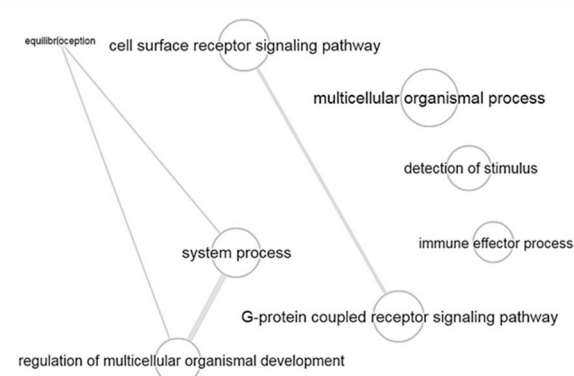 equilibrioception
cell surface receptor signaling pathway
multicellular organismal process
detection of stimulus
immune effector process
system process
G-protein coupled receptor signaling pathway
regulation of multicellular organismal development